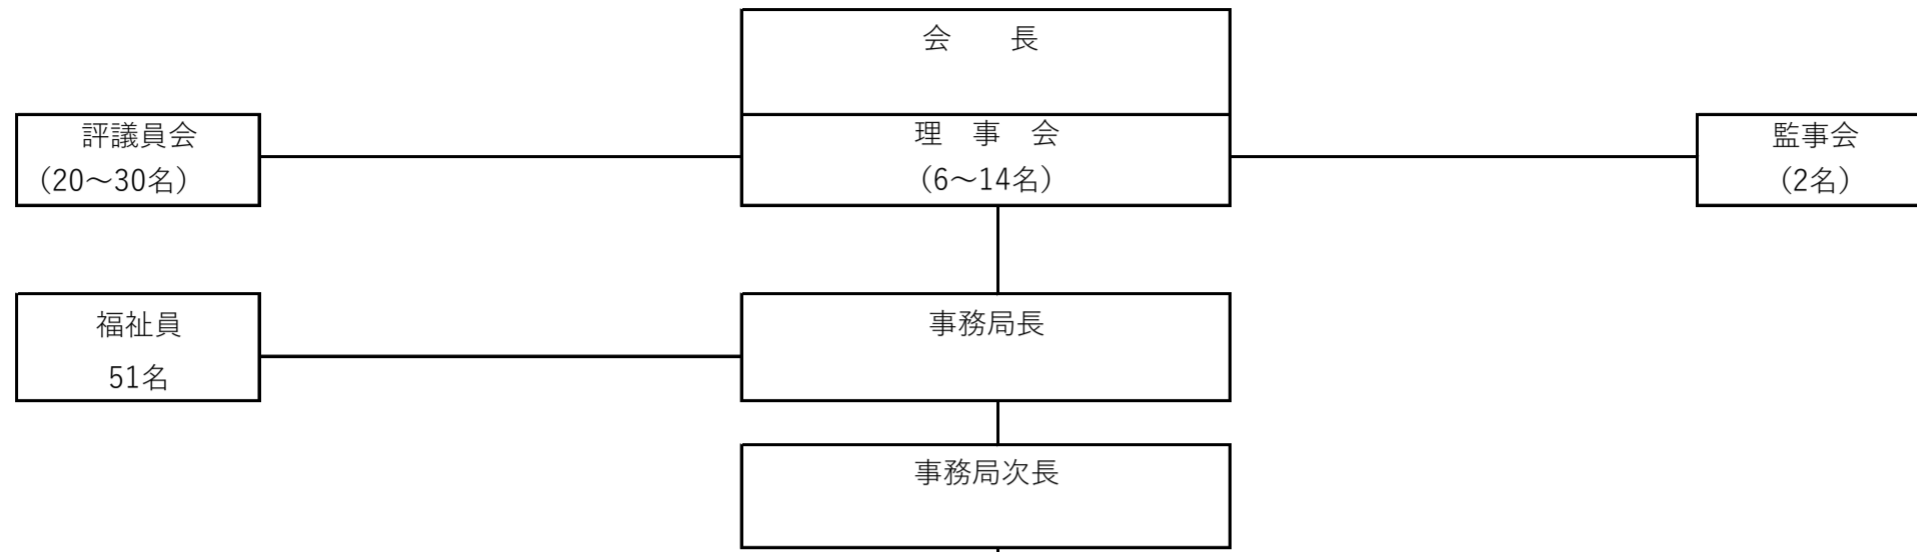 会　　長
評議員会
（20～30名）
理　事　会
（6～14名）
監事会
（2名）
福祉員
51名
事務局長
事務局次長